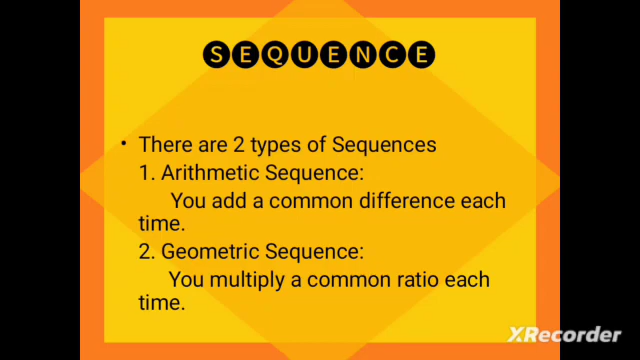 SEQUENCE
• There are 2 types of Sequences
1. Arithmetic Sequence:
You add a common difference each
time.
2. Geometric Sequence:
You multiply a common ratio each
time.
XRecorder